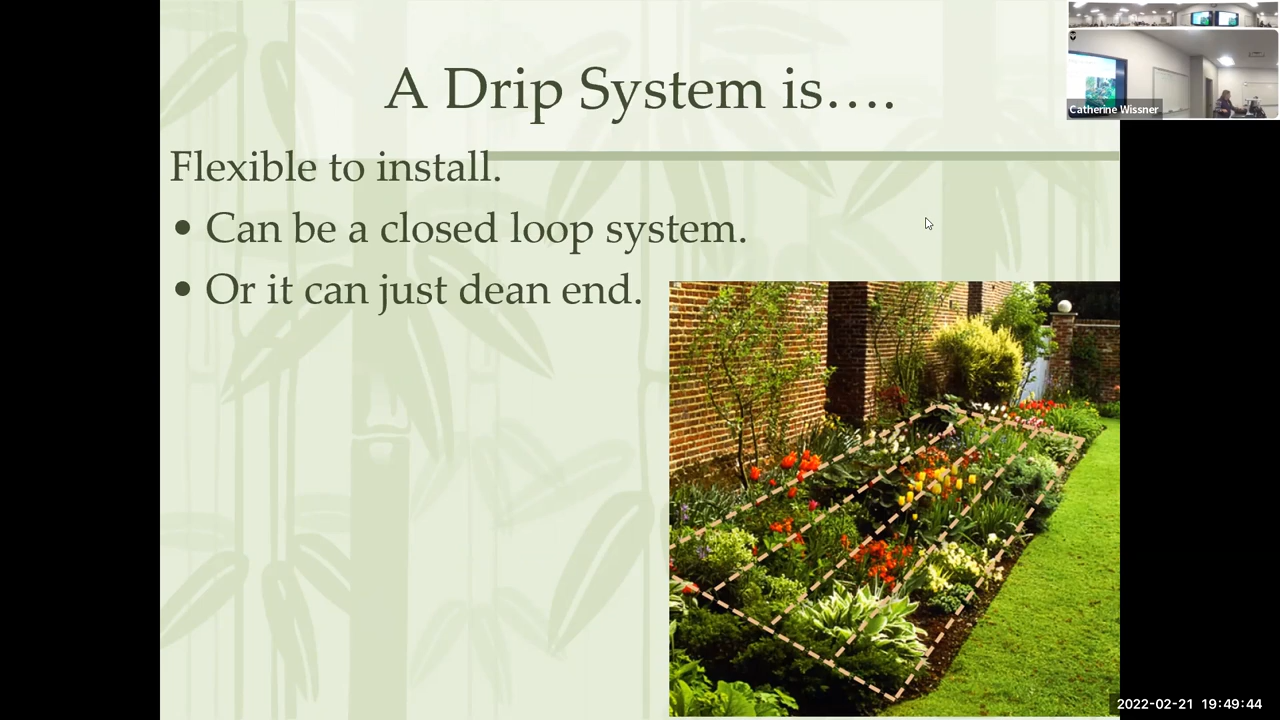 A Drip System is….
Catherine Wissner
Flexible to install.
• Can be a closed loop system.
• Or it can just dean end.
2022-02-21 19:49:44